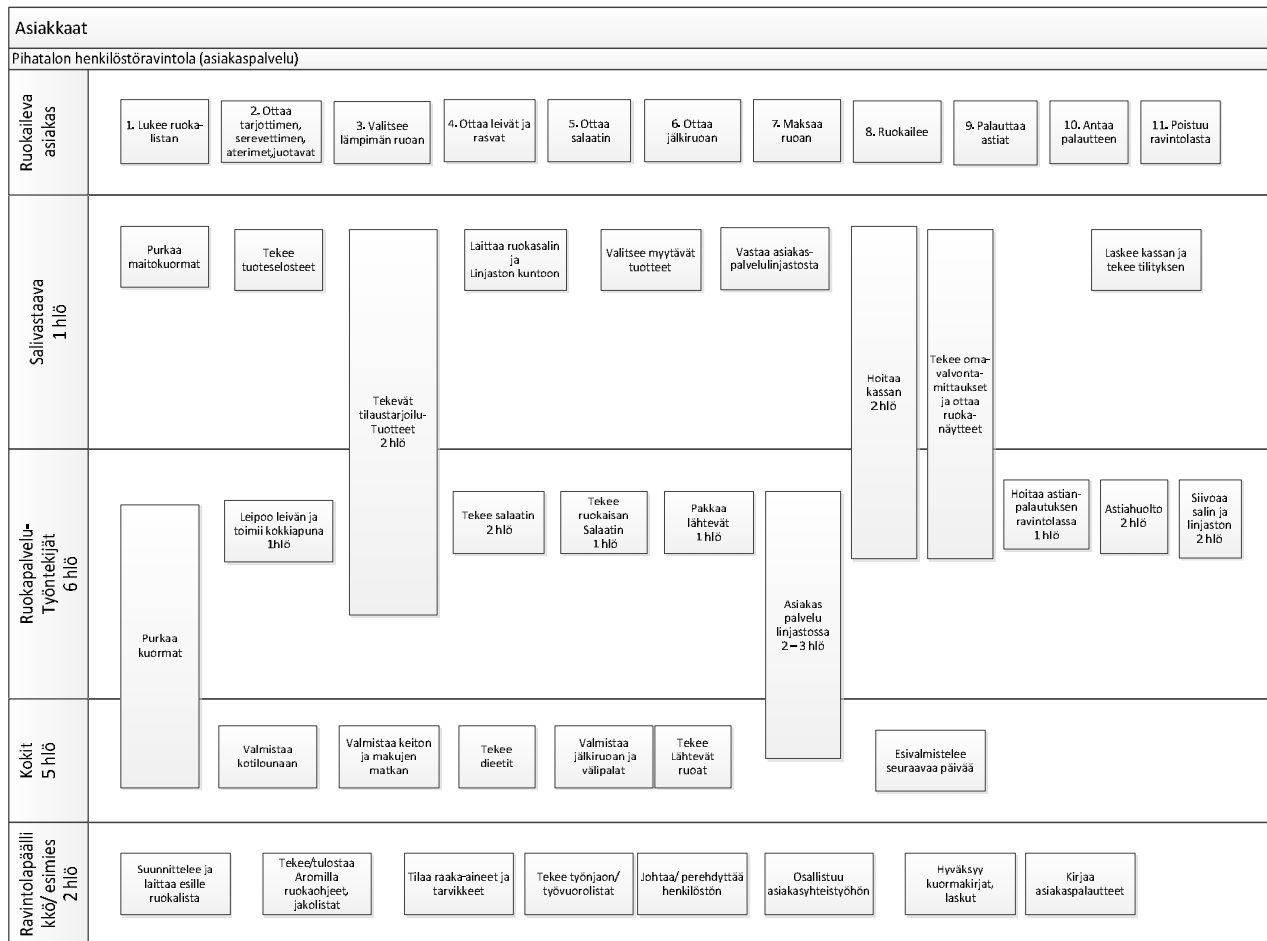 Asiakkaat
Pihatalon henkilöstöravintola (asiakaspalvelu)
Ruokaileva
asiakas
1. Lukee ruoka-
listan
2. Ottaa
tarjottimen,
serevettimen,
aterimet,juotavat
3. Valitsee
lämpimän ruoan
4. Ottaa leivät ja
rasvat
5. Ottaa
salaatin
6. Ottaa
jälkiruoan
7. Maksaa
ruoan
8. Ruokailee
9. Palauttaa
astiat
10. Antaa
palautteen
11. Poistuu
ravintolasta
Salivastaava
1 hlö
Purkaa
maitokuormat
Tekee
tuoteselosteet
Tekevät
tilaustarjoilu-
Tuotteet
2 hlö
Laittaa ruokasalin
ja
Linjaston kuntoon
Valitsee myytävät
tuotteet
Vastaa asiakas-
palvelulinjastosta
Hoitaa
kassan
2 hlö
Tekee oma-
valvonta-
mittaukset
ja ottaa
ruoka-
näytteet
Laskee kassan ja
tekee tilityksen
Ruokapalvelu-
Työntekijät
6 hlö
Purkaa
kuormat
Leipoo leivän ja
toimii kokkiapuna
1hlö
Tekee salaatin
2 hlö
Tekee
ruokaisan
Salaatin
1 hlö
Pakkaa
lähtevät
1 hlö
Asiakas
palvelu
linjastossa
2 – 3 hlö
Hoitaa astian-
palautuksen
ravintolassa
1 hlö
Astiahuolto
2 hlö
Siivoaa
salin ja
linjaston
2 hlö
Kokit
5 hlö
Valmistaa
kotilounaan
Valmistaa keiton
ja makujen
matkan
Tekee
dieetit
Valmistaa
jälkiruoan ja
välipalat
Tekee
Lähtevät
ruoat
Esivalmistelee
seuraavaa päivää
Ravintolapäälli
kkö/ esimies
2 hlö
Suunnittelee ja
laittaa esille
ruokalista
Tekee/tulostaa
Aromilla
ruokaohjeet,
jakolistat
Tilaa raaka-aineet ja
tarvikkeet
Tekee työnjaon/
työvuorolistat
Johtaa/ perehdyttää
henkilöstön
Osallistuu
asiakasyhteistyöhön
Hyväksyy
kuormakirjat,
laskut
Kirjaa
asiakaspalautteet